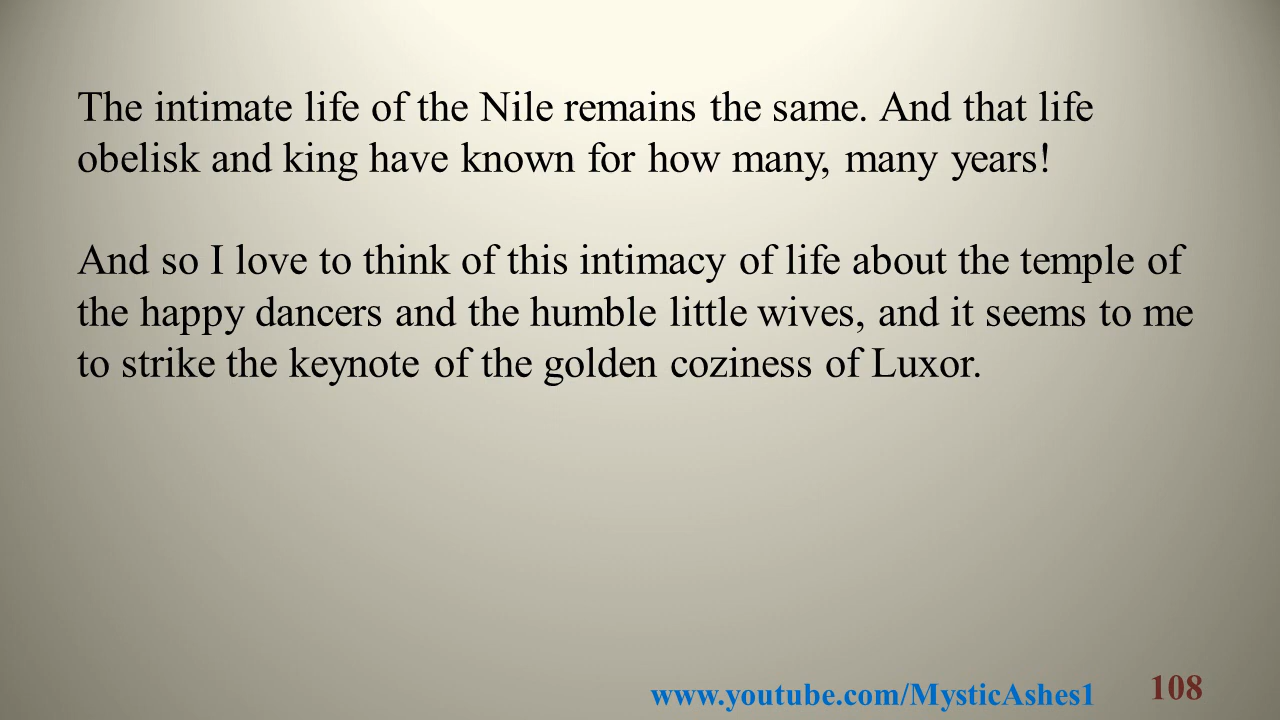 The intimate life of the Nile remains the same. And that life
obelisk and king have known for how many, many years!
And so I love to think of this intimacy of life about the temple of
the happy dancers and the humble little wives, and it seems to me
to strike the keynote of the golden coziness of Luxor.
www.youtube.com/MysticAshes1 108